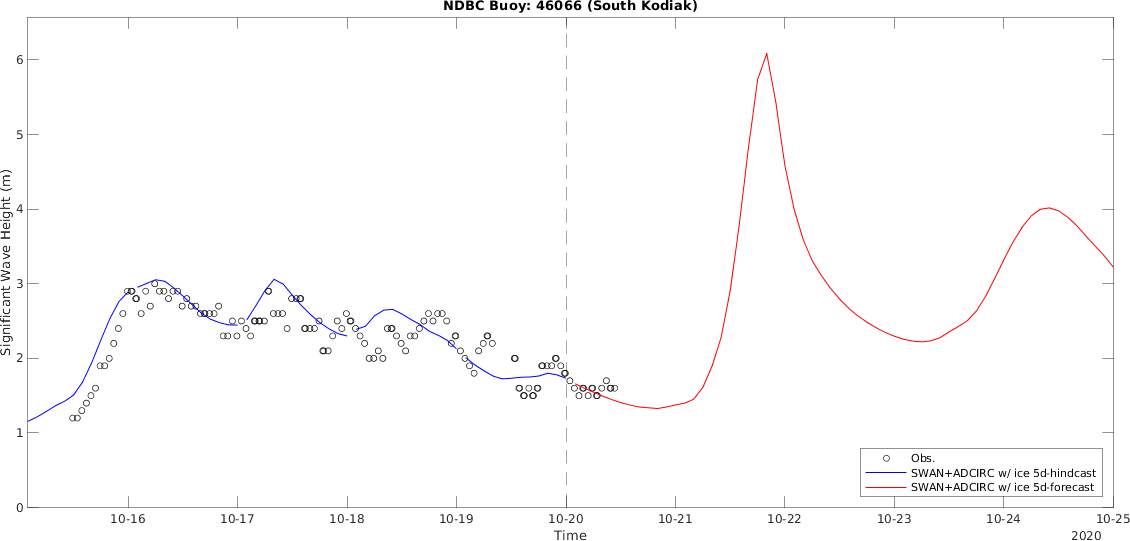 NDBC Buoy: 46066 (South Kodiak)
Significant Wave Height (m)
6
5
4
3
2
1
0
Obs.
SWAN+ADCIRC w/ ice 5d-hindcast
SWAN+ADCIRC w/ ice 5d-forecast
10-16 10-17 10-18 10-19 10-20 10-21 10-22 10-23 10-24 10-25
Time
2020